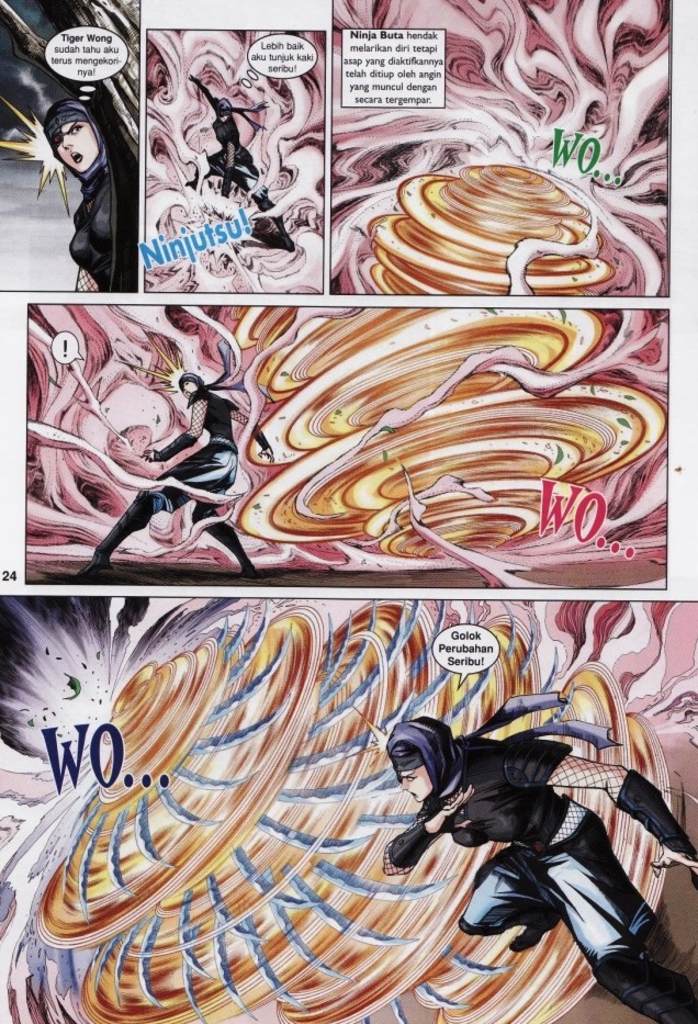 Tiger Wong
sudah tahu aku
terus mengekori-
nya!
Lebih baik
aku tunjuk kaki
seribu!
Ninja Buta hendak
melarikan diri tetapi
asap yang diaktifkannya
telah ditiup oleh angin
yang muncul dengan
secara tergempar.
Ninjutsu!
WO...
!
WO...
24
Golok
Perubahan
Seribu!
WO...